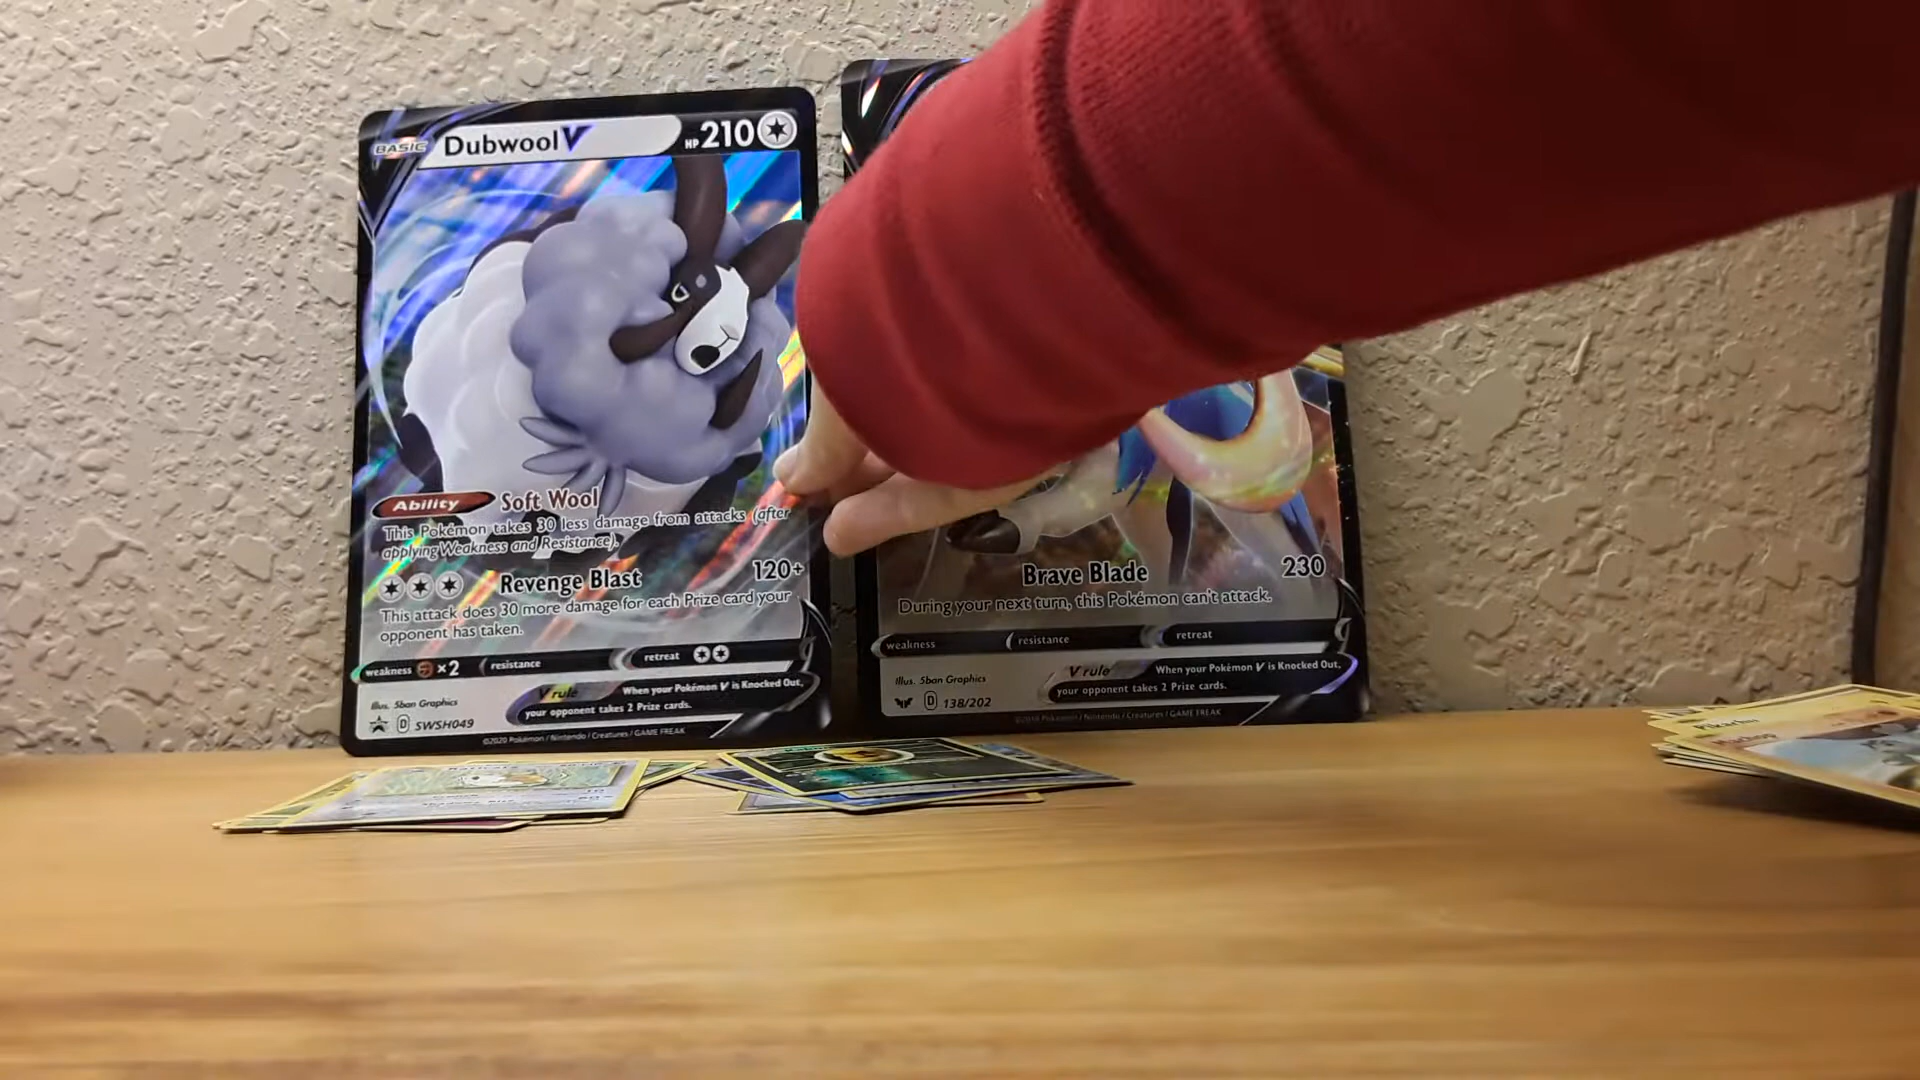 BASIC Dubwool V HP 210
Ability Soft Wool
This Pokémon takes 30 less damage from attacks (after
applying Weakness and Resistance).
Revenge Blast 120+
This attack does 30 more damage for each Prize card your
opponent has taken.
weakness ×2 resistance retreat
Illus. 5ban Graphics
V rule When your Pokémon V is Knocked Out,
your opponent takes 2 Prize cards.
D SWSH049
©2020 Pokémon / Nintendo / Creatures / GAME FREAK
Brave Blade 230
During your next turn, this Pokémon can't attack.
weakness resistance retreat
Illus. 5ban Graphics
V rule When your Pokémon V is Knocked Out,
your opponent takes 2 Prize cards.
D 138/202
Pokémon / Nintendo / Creatures / GAME FREAK